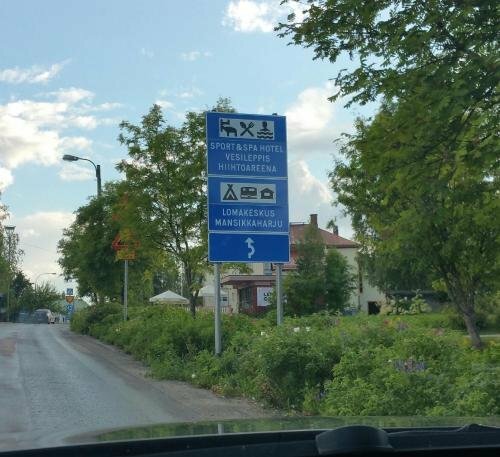 SPORT&SPA HOTEL
VESILEPPIS
HIIHTOAREENA
LOMAKESKUS
MANSIKKAHARJU